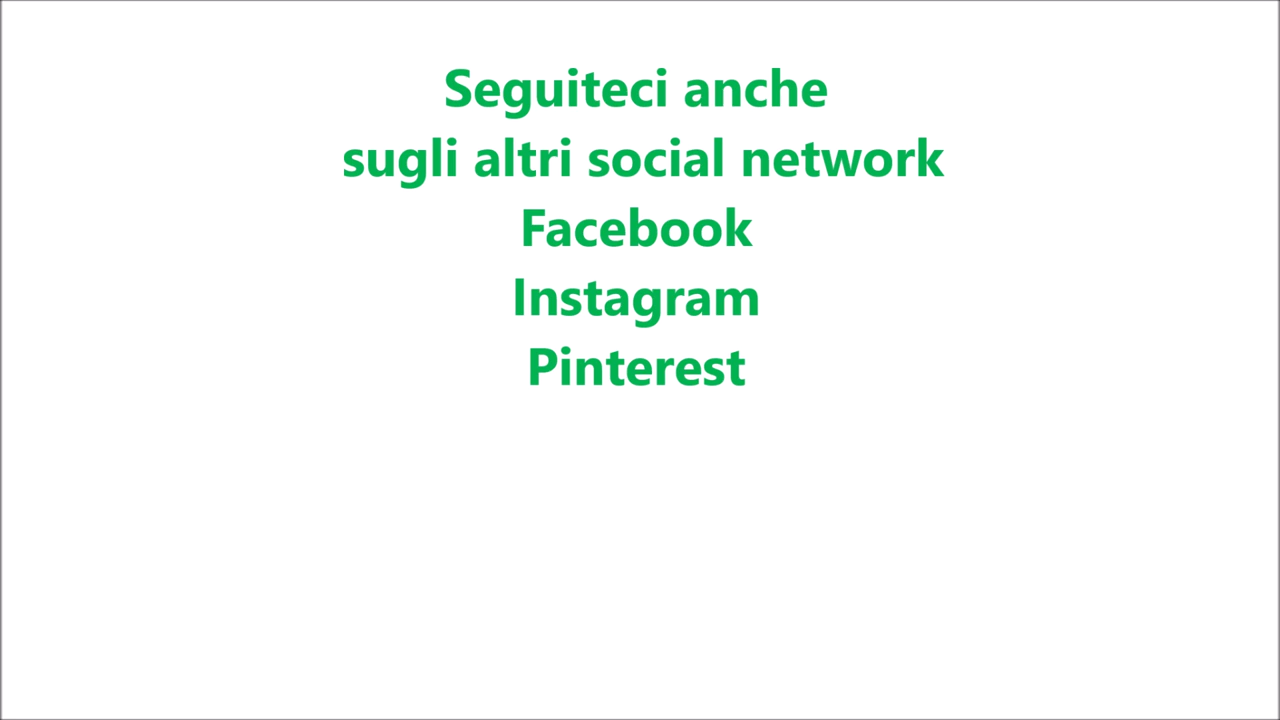 Seguiteci anche
sugli altri social network
Facebook
Instagram
Pinterest